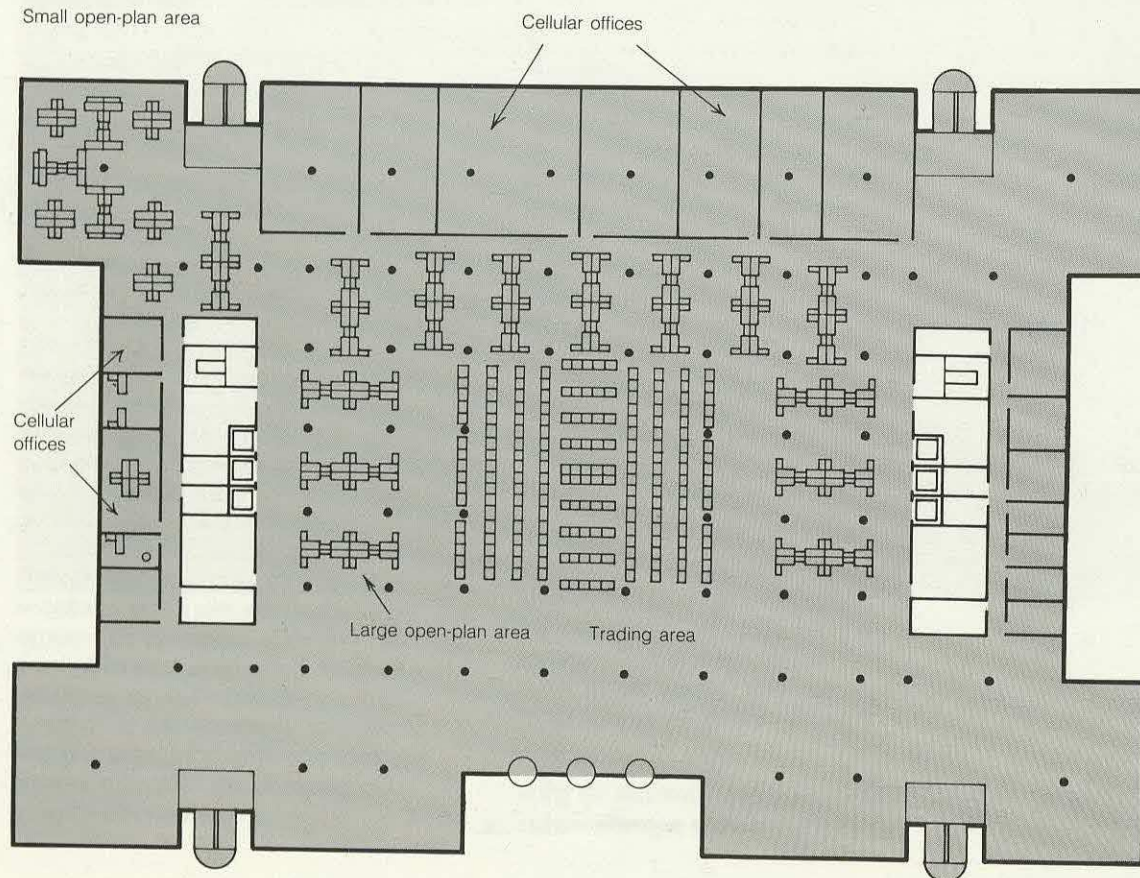 Small open-plan area
Cellular offices
Cellular
offices
Large open-plan area
Trading area